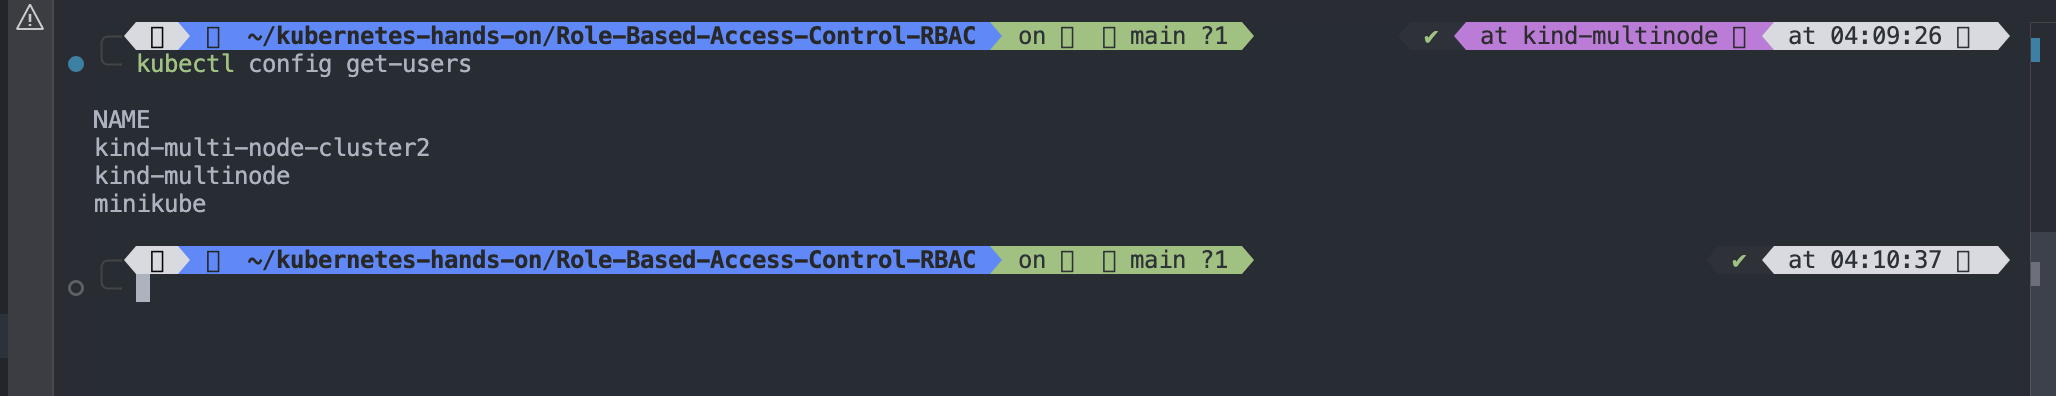 ~/kubernetes-hands-on/Role-Based-Access-Control-RBAC on main ?1 ✔ at kind-multinode at 04:09:26
kubectl config get-users
NAME
kind-multi-node-cluster2
kind-multinode
minikube
~/kubernetes-hands-on/Role-Based-Access-Control-RBAC on main ?1 ✔ at 04:10:37